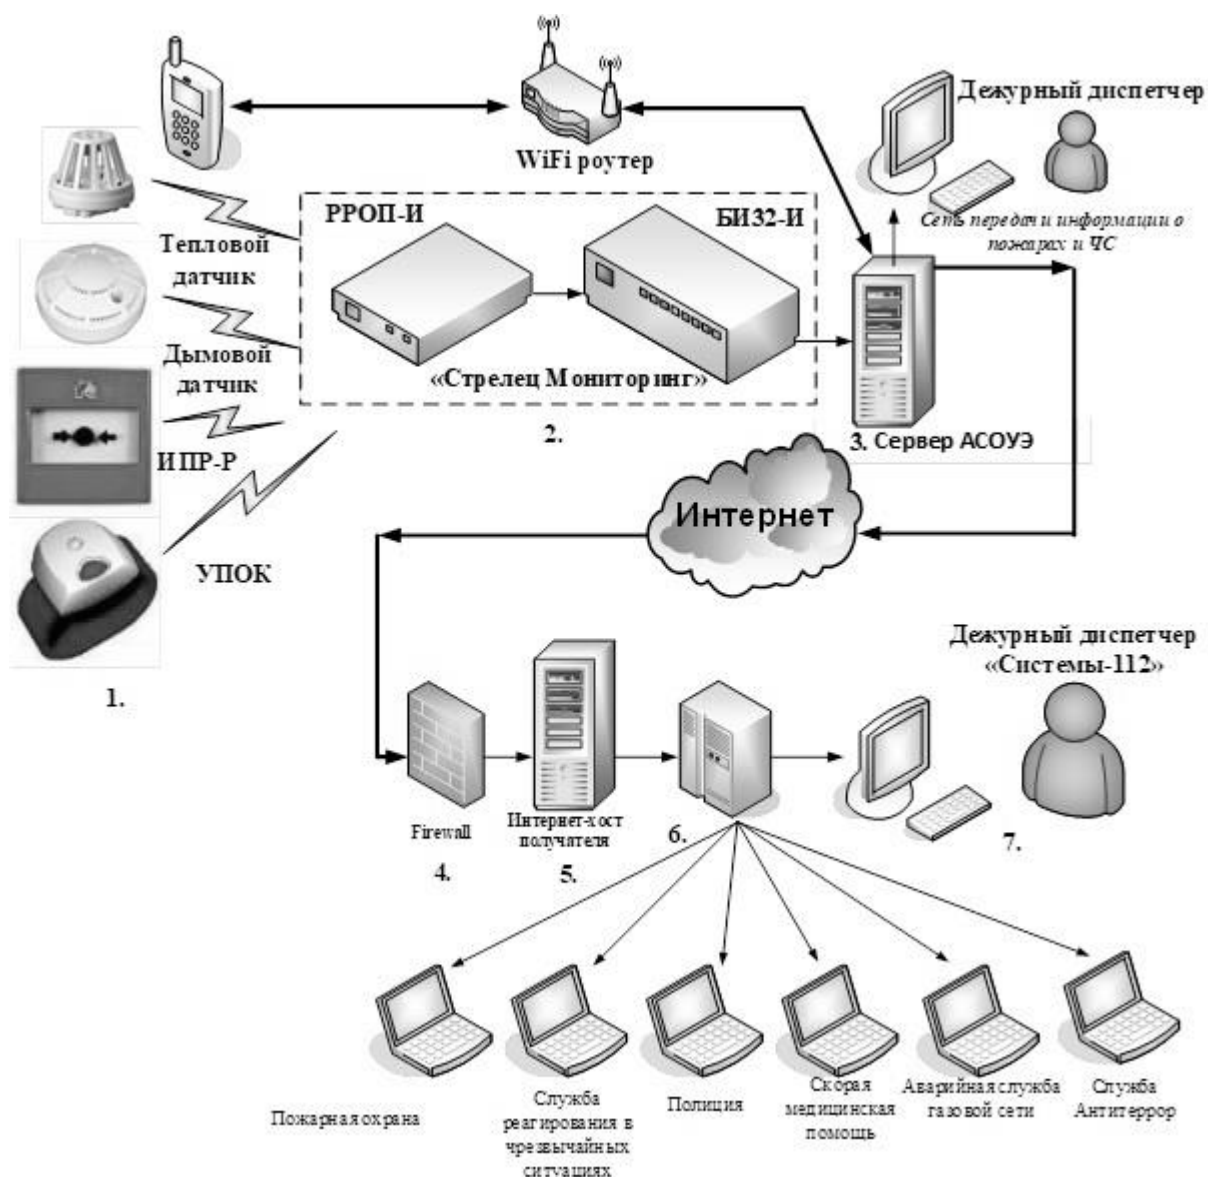 WiFi роутер
Дежурный диспетчер
Сеть передачи информации о
пожарах и ЧС
РРОП-И
БИ32-И
Тепловой
датчик
Дымовой
датчик
«Стрелец Мониторинг»
2.
3. Сервер АСОУЭ
ИПР-Р
УПОК
1.
Интернет
Дежурный диспетчер
«Системы-112»
Firewall
4.
Интернет-хост
получателя
5.
6.
7.
Пожарная охрана
Служба
реагирования в
чрезвычайных
ситуациях
Полиция
Скорая
медицинская
помощь
Аварийная служба
газовой сети
Служба
Антитеррор